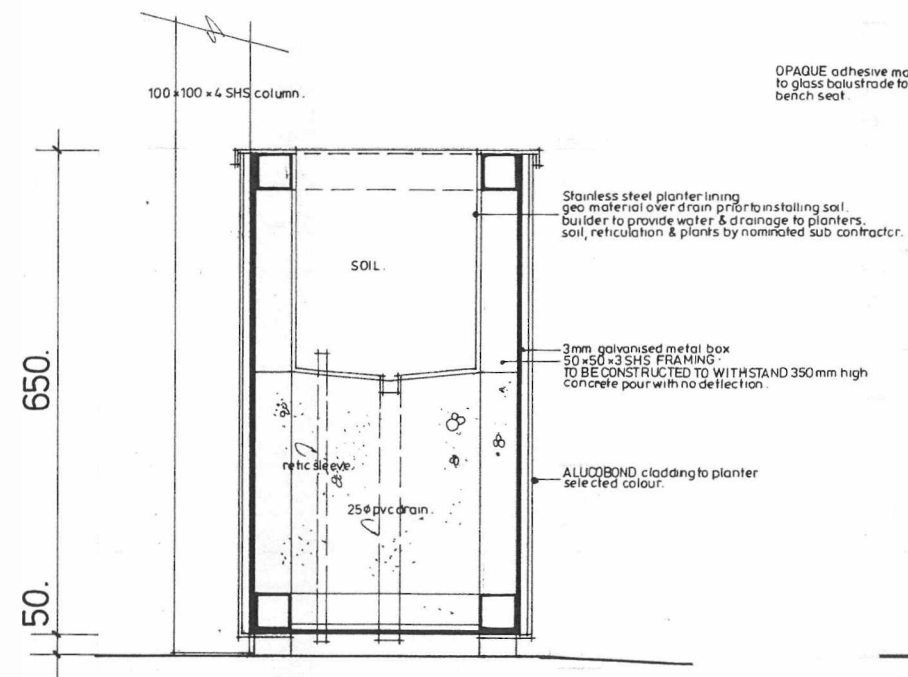 100×100×4 SHS column.
OPAQUE adhesive
to glass balustrade to
bench seat.
Stainless steel planter lining
geo material over drain prior to installing soil.
builder to provide water & drainage to planters.
soil, reticulation & plants by nominated sub contractor.
SOIL.
650.
3mm galvanised metal box
50×50×3 SHS FRAMING
TO BE CONSTRUCTED TO WITHSTAND 350mm high
concrete pour with no deflection.
retic sleeve.
ALUCOBOND cladding to planter
selected colour.
25ϕ pvc drain.
50.